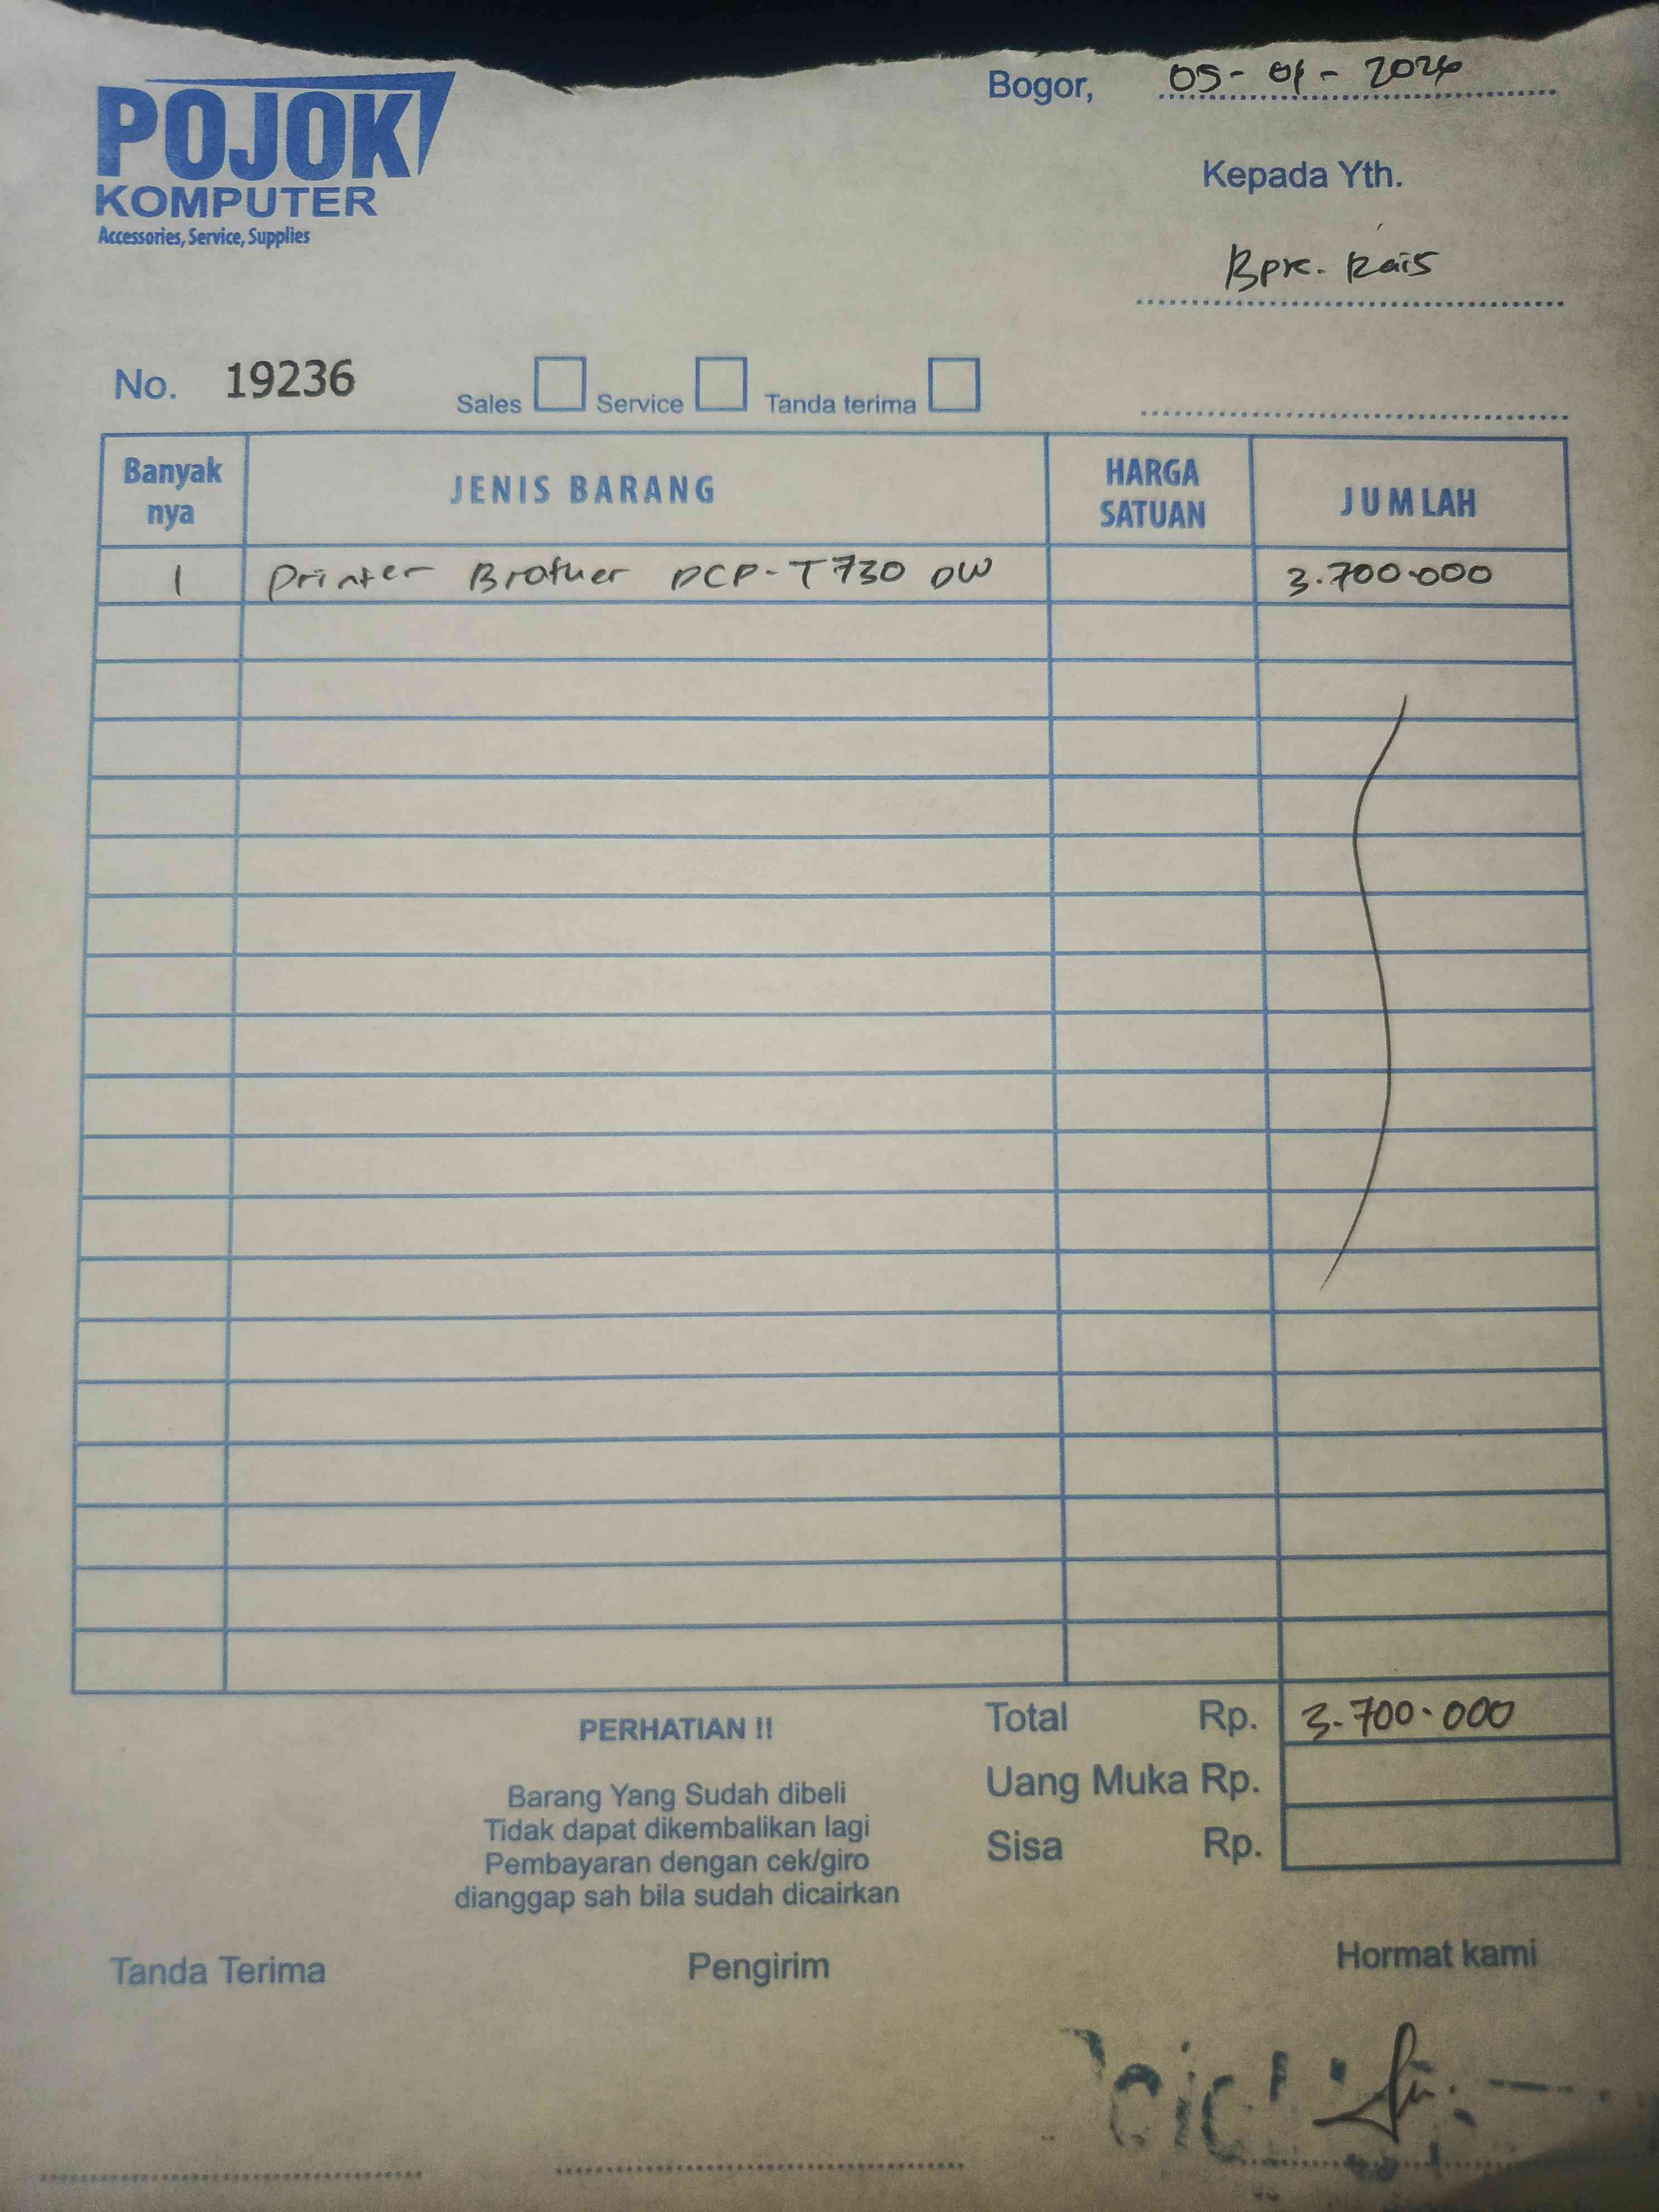 POJOK
KOMPUTER
Accessories, Service, Supplies
Bogor, 05-01-2026
Kepada Yth.
Bpk. Rais
No. 19236 Sales Service Tanda terima
Banyak nya JENIS BARANG HARGA SATUAN JUMLAH
1 Printer Brother DCP-T730 DW 3.700.000
Total Rp. 3.700.000
Uang Muka Rp.
Sisa Rp.
PERHATIAN !!
Barang Yang Sudah dibeli
Tidak dapat dikembalikan lagi
Pembayaran dengan cek/giro
dianggap sah bila sudah dicairkan
Tanda Terima Pengirim Hormat kami